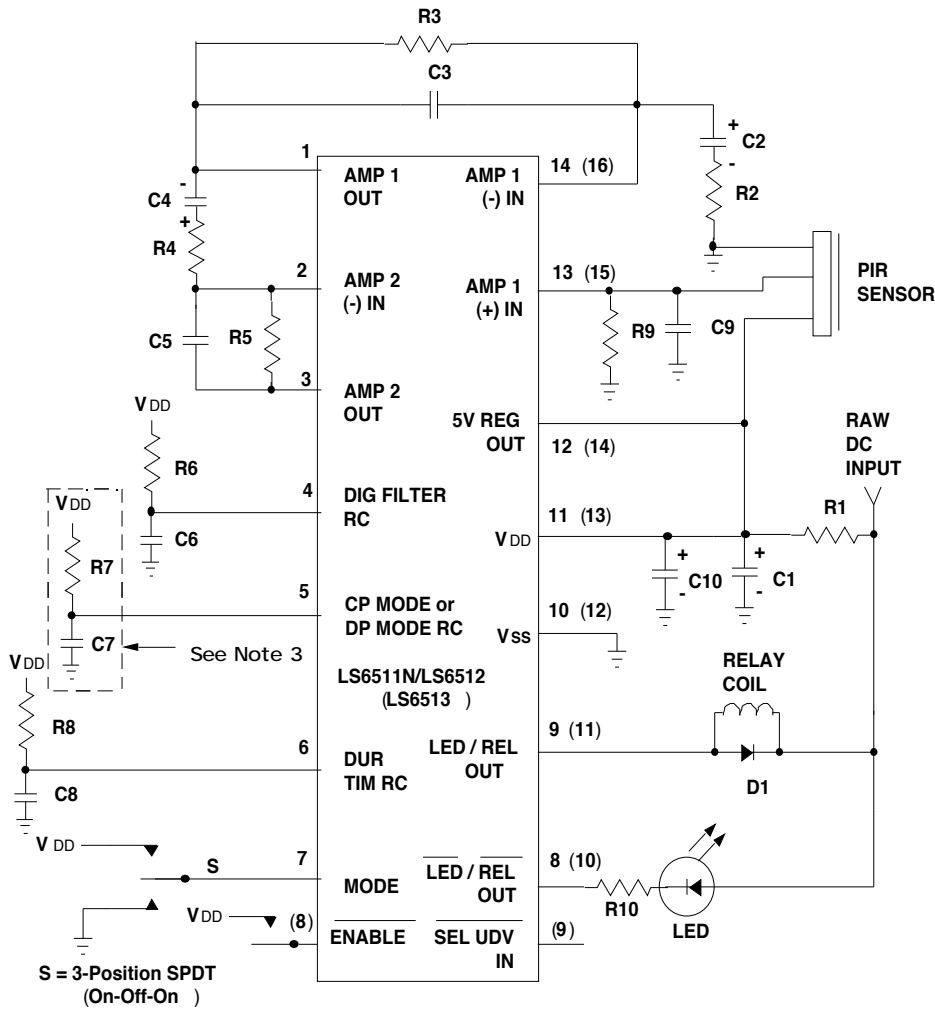 R3
C3
1
AMP 1
OUT
AMP 1
(-) IN
14 (16)
+
C2
-
R2
-
C4
+
R4
2
AMP 2
(-) IN
13 (15)
AMP 1
(+) IN
PIR
SENSOR
C5
R5
R9
C9
3
AMP 2
OUT
VDD
5V REG
OUT
12 (14)
RAW
DC
INPUT
R6
4
DIG FILTER
RC
C6
VDD
11 (13)
VDD
R1
R7
+
C10
-
+
C1
-
5
CP MODE or
DP MODE RC
10 (12)
VSS
C7
See Note 3
VDD
LS6511N/LS6512
(LS6513 )
RELAY
COIL
R8
9 (11)
6
DUR
TIM RC
LED / REL
OUT
D1
C8
VDD
S
7
MODE
8 (10)
LED / REL
OUT
R10
LED
VDD
(8)
ENABLE
SEL UDV
IN
(9)
S = 3-Position SPDT
(On-Off-On )